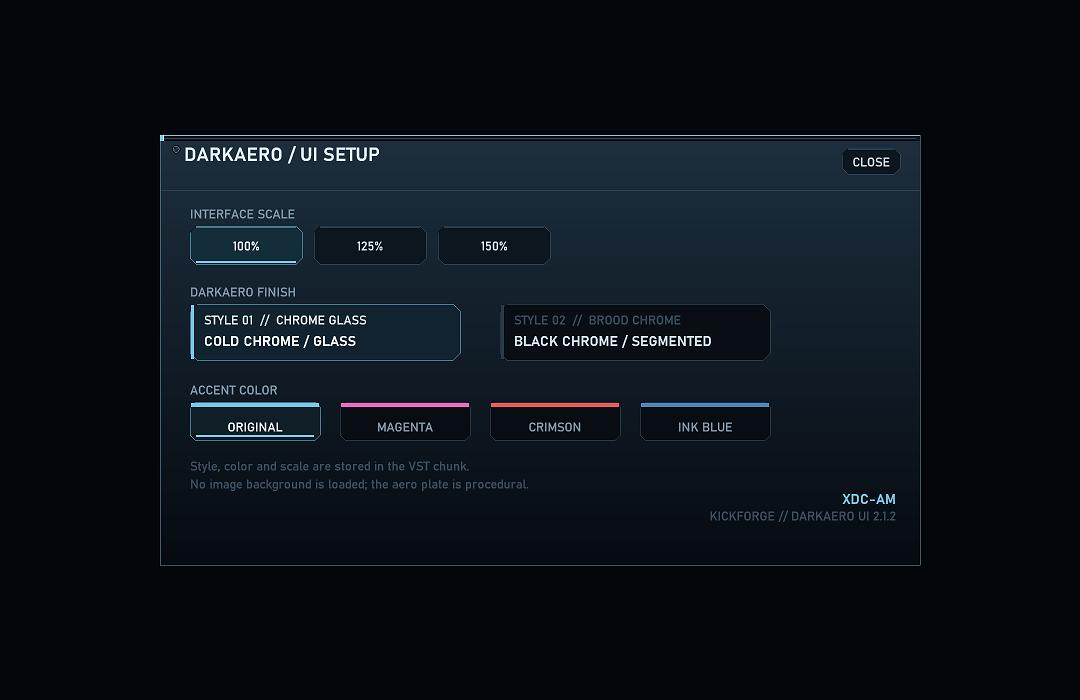 DARKAERO / UI SETUP
CLOSE
INTERFACE SCALE
100%
125%
150%
DARKAERO FINISH
STYLE 01 // CHROME GLASS
COLD CHROME / GLASS
STYLE 02 // BROOD CHROME
BLACK CHROME / SEGMENTED
ACCENT COLOR
ORIGINAL
MAGENTA
CRIMSON
INK BLUE
Style, color and scale are stored in the VST chunk.
No image background is loaded; the aero plate is procedural.
XDC-AM
KICKFORGE // DARKAERO UI 2.1.2